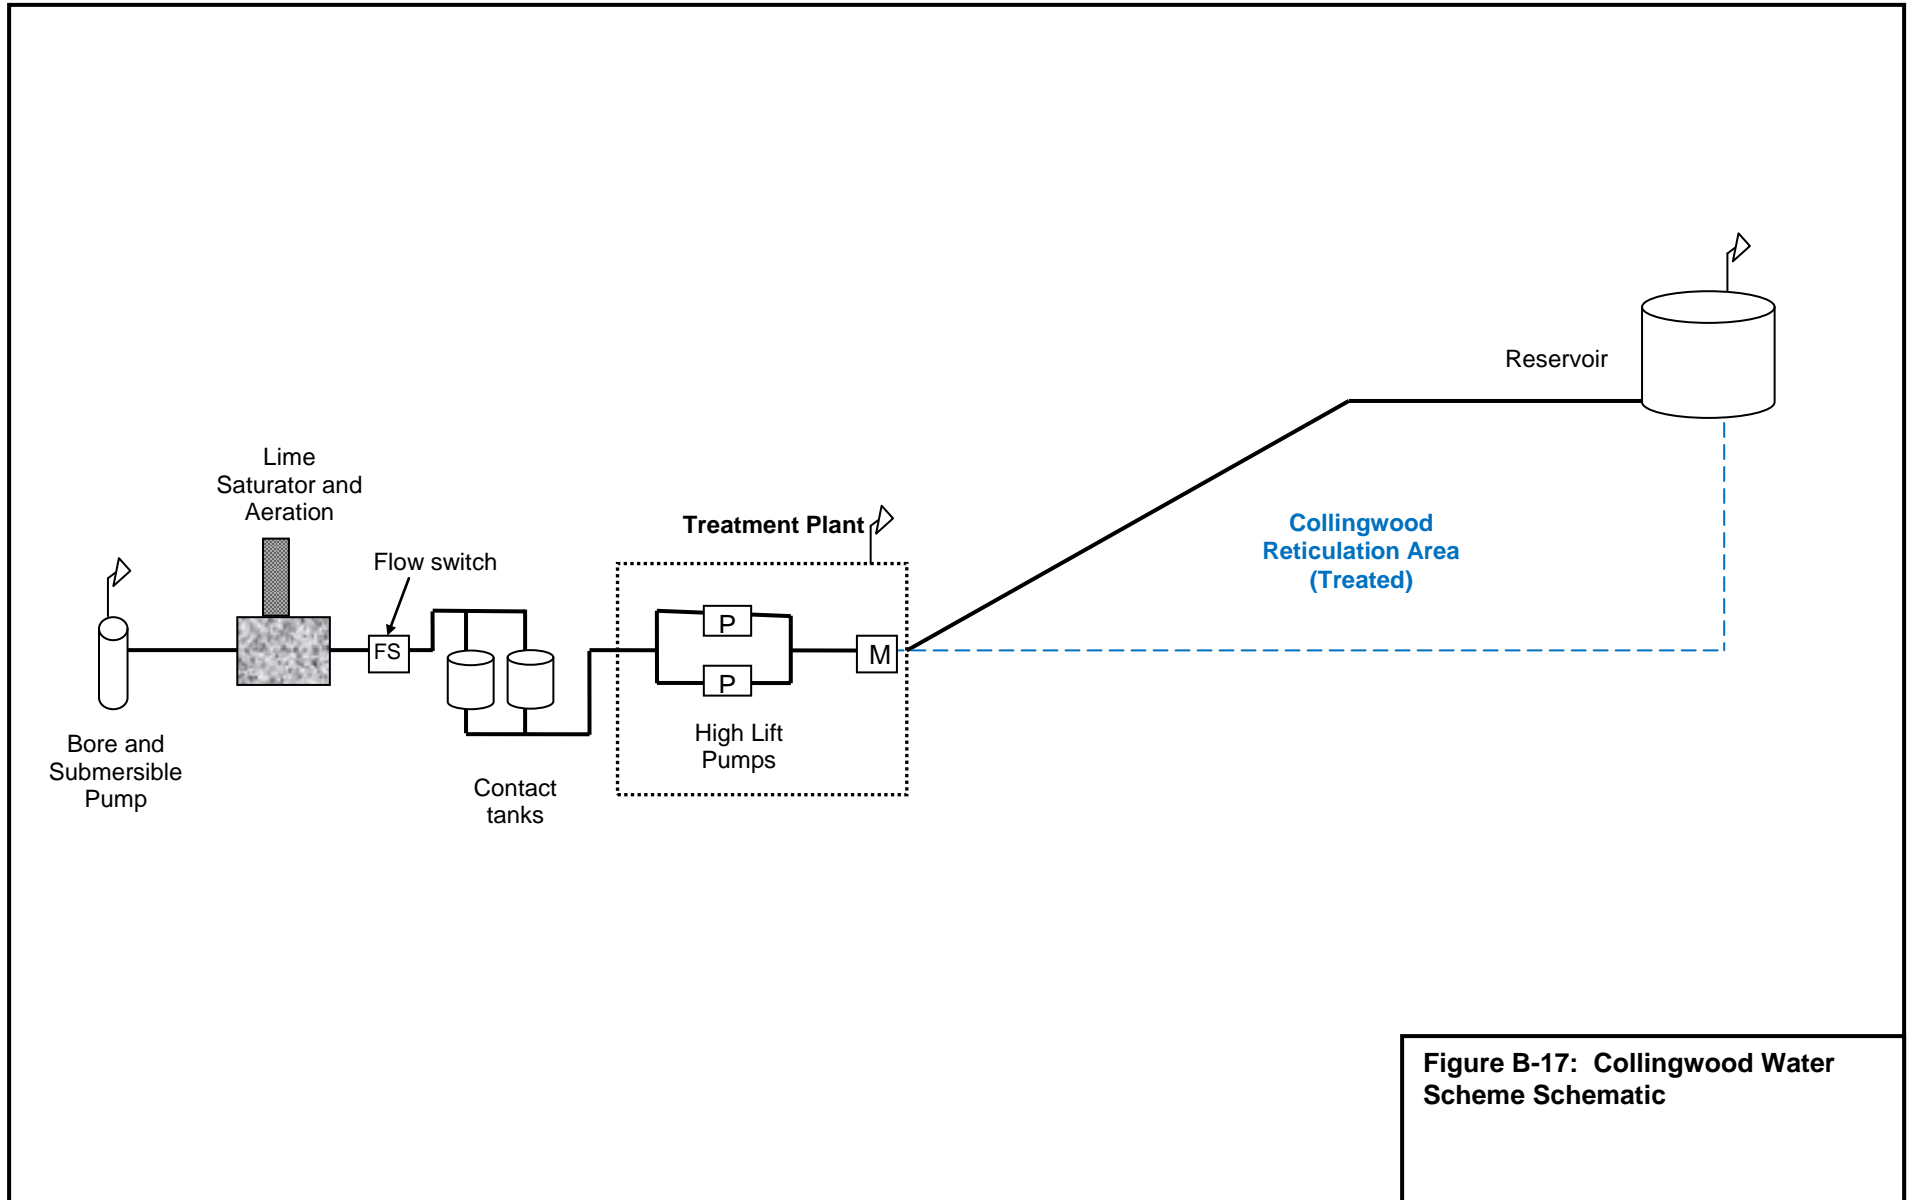 Reservoir
Lime
Saturator and
Aeration
Treatment Plant
Collingwood
Reticulation Area
(Treated)
Flow switch
P
FS
M
P
Bore and
Submersible
Pump
High Lift
Pumps
Contact
tanks
Figure B-17: Collingwood Water
Scheme Schematic